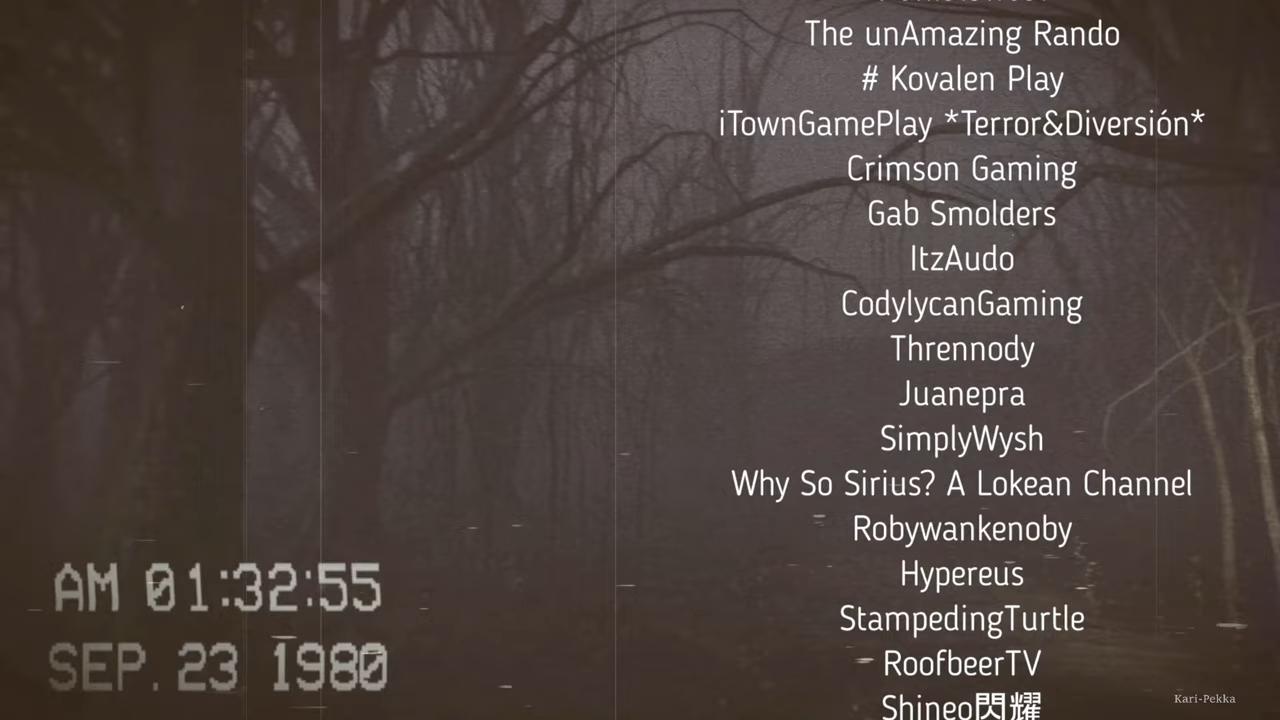 The unAmazing Rando
# Kovalen Play
iTownGamePlay *Terror&Diversión*
Crimson Gaming
Gab Smolders
ItzAudo
CodylycanGaming
Thrennody
Juanepra
SimplyWysh
Why So Sirius? A Lokean Channel
Robywankenoby
Hypereus
StampedingTurtle
RoofbeerTV
Shineo閃耀
AM 01:32:55
SEP. 23 1980
Kari-Pekka